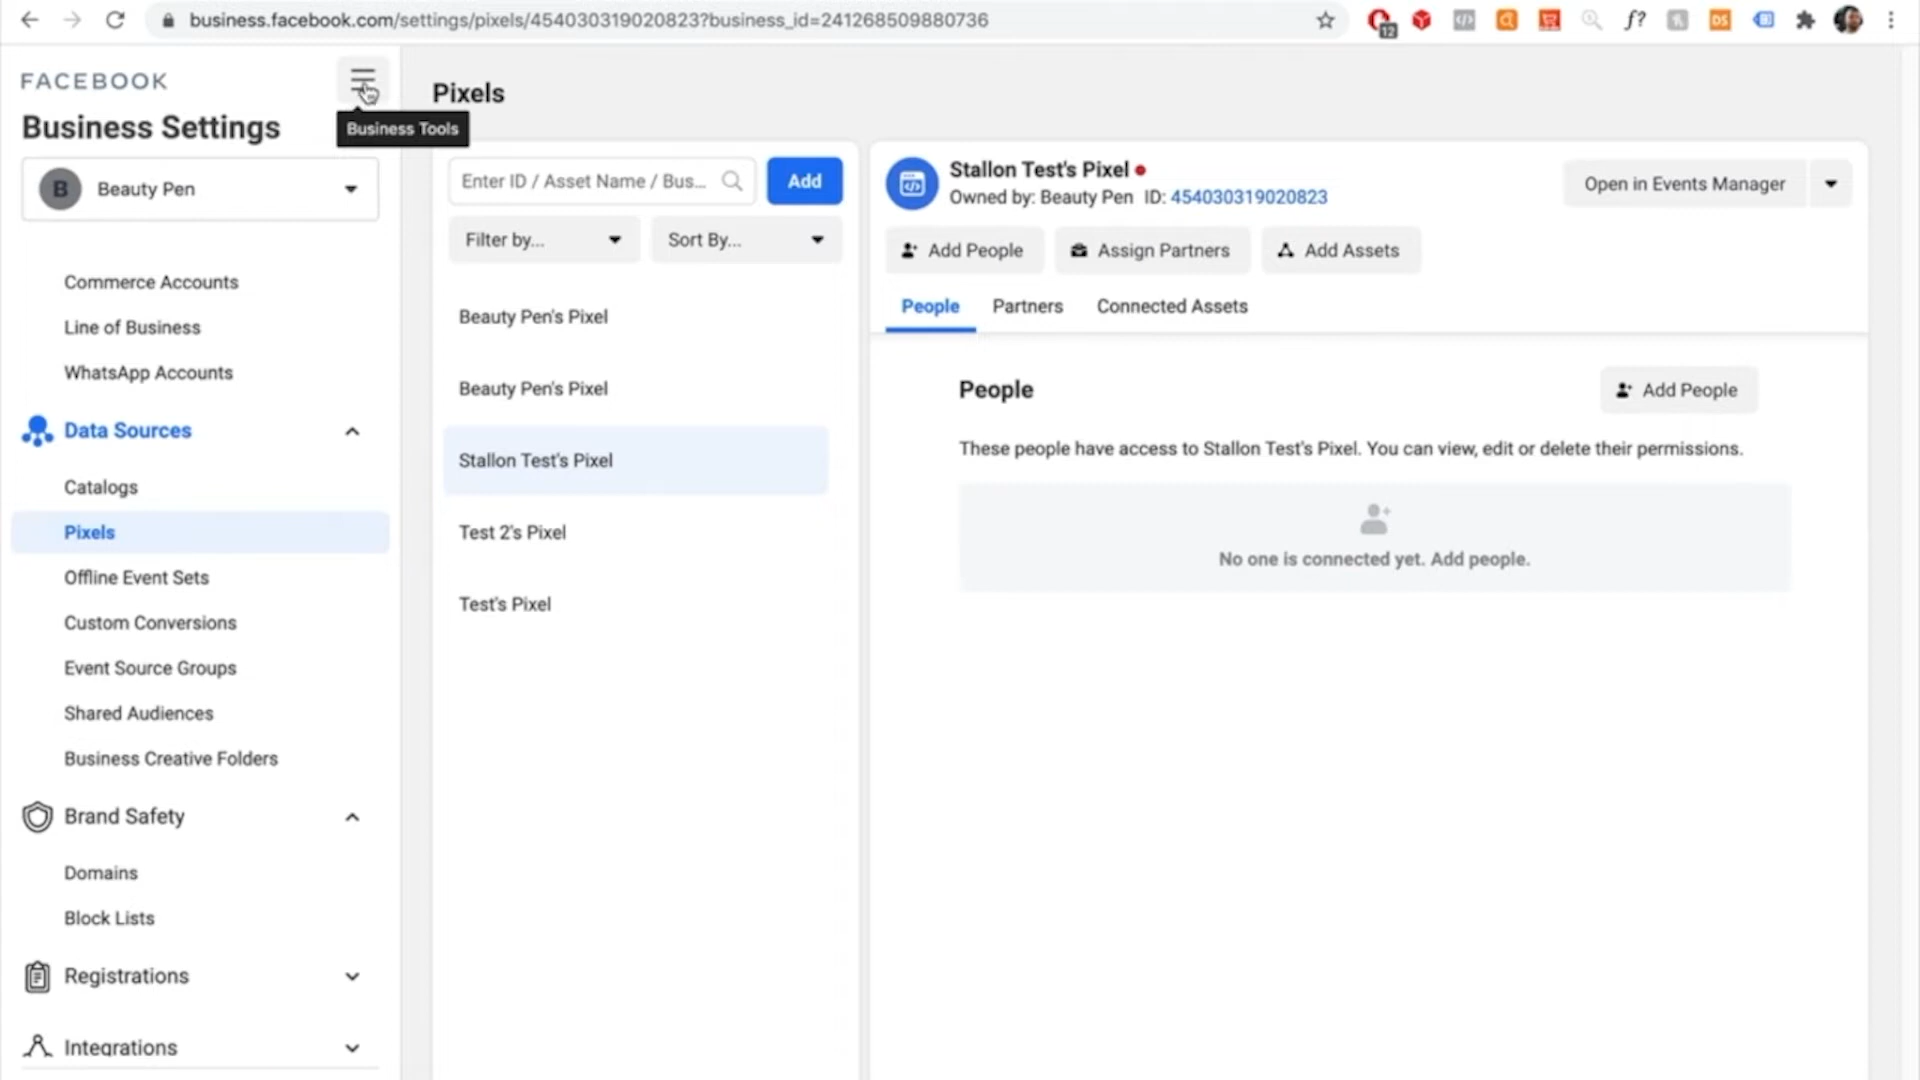 business.facebook.com/settings/pixels/454030319020823?business_id=241268509880736
12
f?
DS
FACEBOOK
Business Tools
Business Settings
B Beauty Pen
Commerce Accounts
Line of Business
WhatsApp Accounts
Data Sources
Catalogs
Pixels
Offline Event Sets
Custom Conversions
Event Source Groups
Shared Audiences
Business Creative Folders
Brand Safety
Domains
Block Lists
Registrations
Integrations
Pixels
Enter ID / Asset Name / Bus...
Add
Filter by...
Sort By...
Beauty Pen's Pixel
Beauty Pen's Pixel
Stallon Test's Pixel
Test 2's Pixel
Test's Pixel
Stallon Test's Pixel
Owned by: Beauty Pen ID: 454030319020823
Open in Events Manager
Add People
Assign Partners
Add Assets
People
Partners
Connected Assets
People
Add People
These people have access to Stallon Test's Pixel. You can view, edit or delete their permissions.
No one is connected yet. Add people.